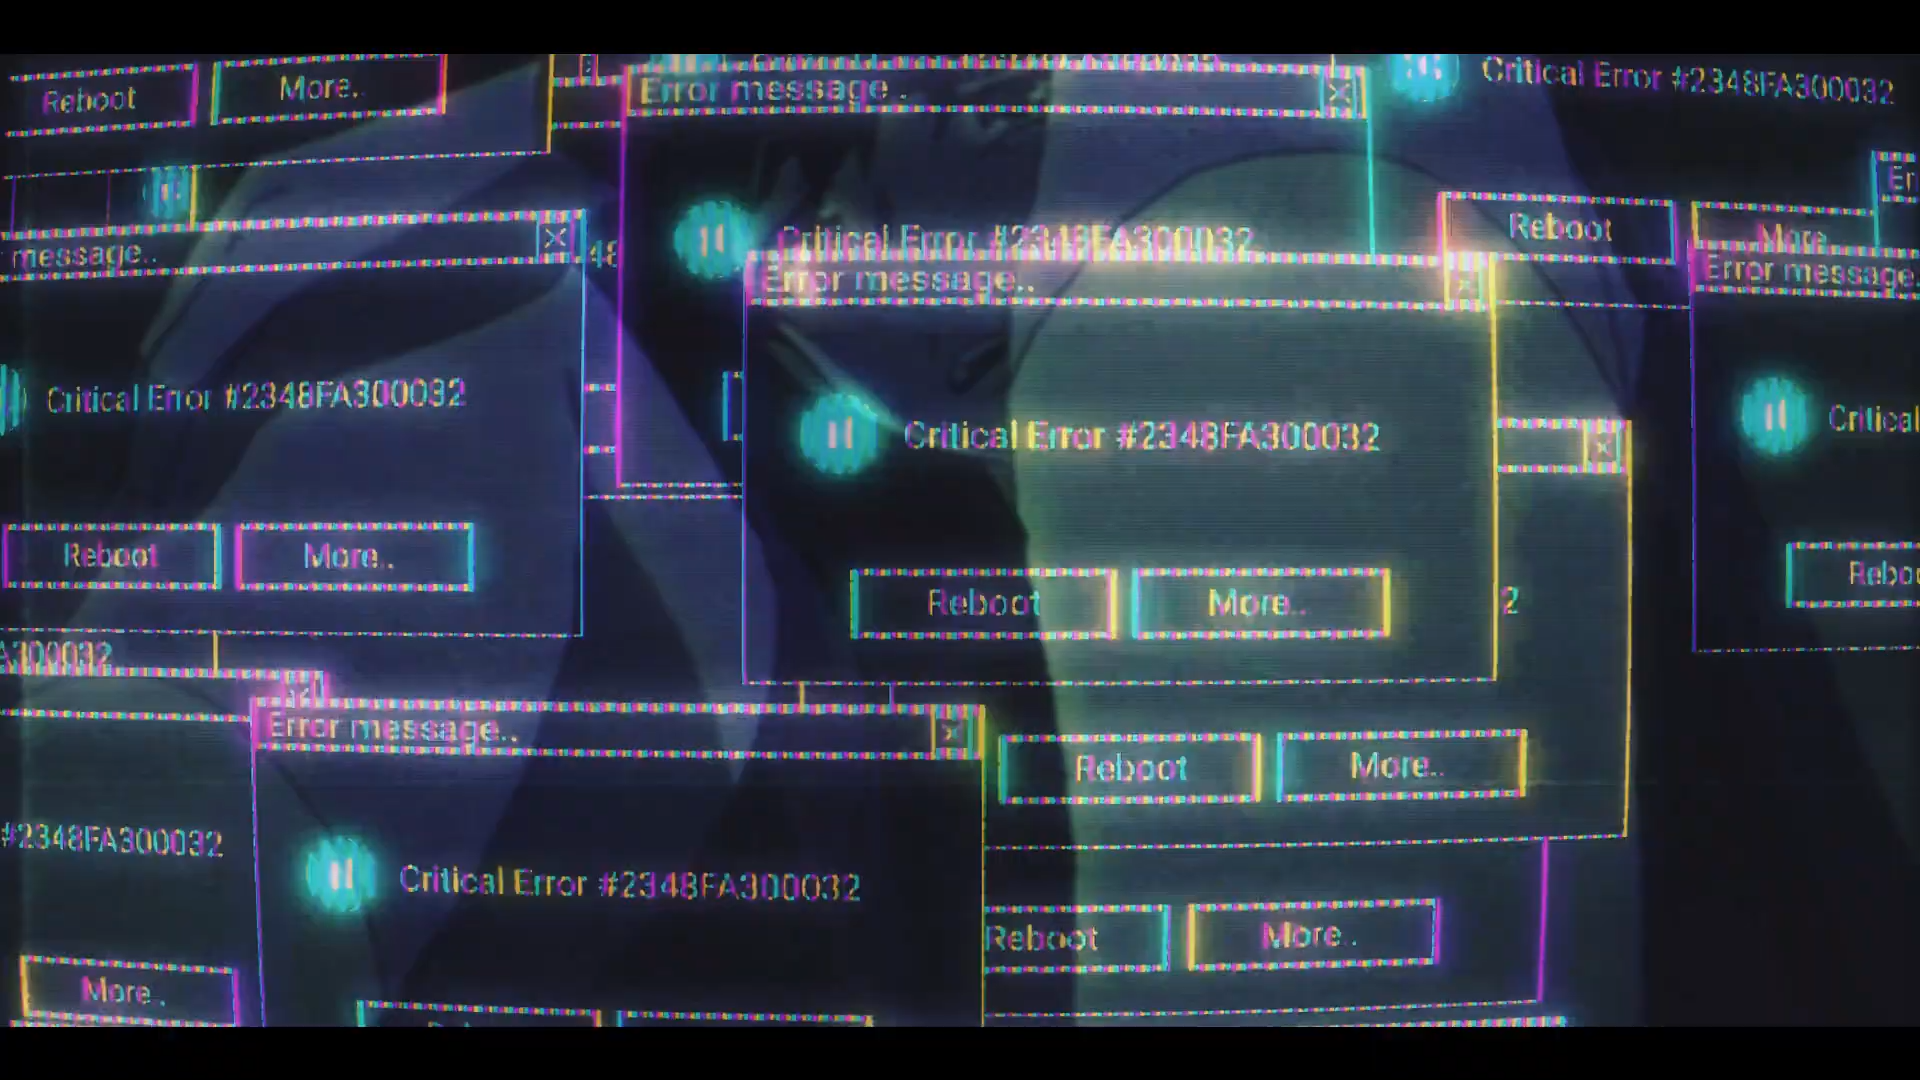 Reboot
More..
Error message..
Critical Error #2348FA300032
Critical Error #2348FA300032
Reboot
More..
message..
Error message.
Error message..
Critical Error #2348FA300032
Critical Error #2348FA300032
Critical
Reboot
More..
Reboot
More..
2
A300032
Error message..
Reboot
More..
#2348FA300032
Critical Error #2348FA300032
Reboot
More..
More..